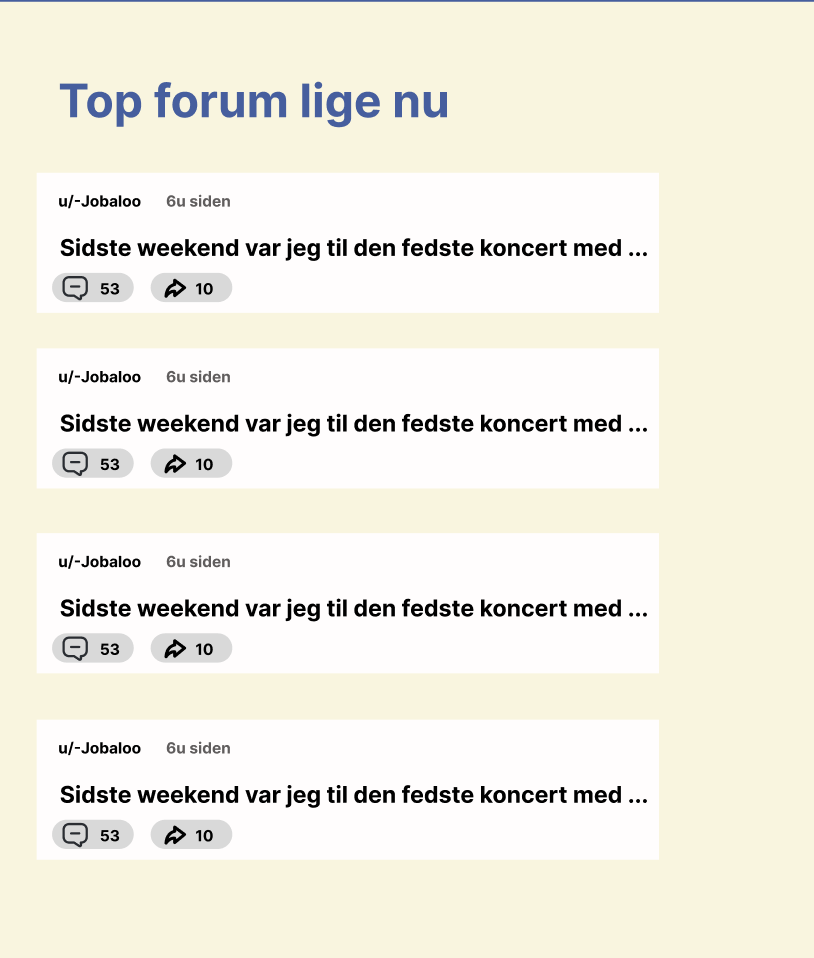 Top forum lige nu
u/-Jobaloo 6u siden
Sidste weekend var jeg til den fedste koncert med ...
53 10
u/-Jobaloo 6u siden
Sidste weekend var jeg til den fedste koncert med ...
53 10
u/-Jobaloo 6u siden
Sidste weekend var jeg til den fedste koncert med ...
53 10
u/-Jobaloo 6u siden
Sidste weekend var jeg til den fedste koncert med ...
53 10